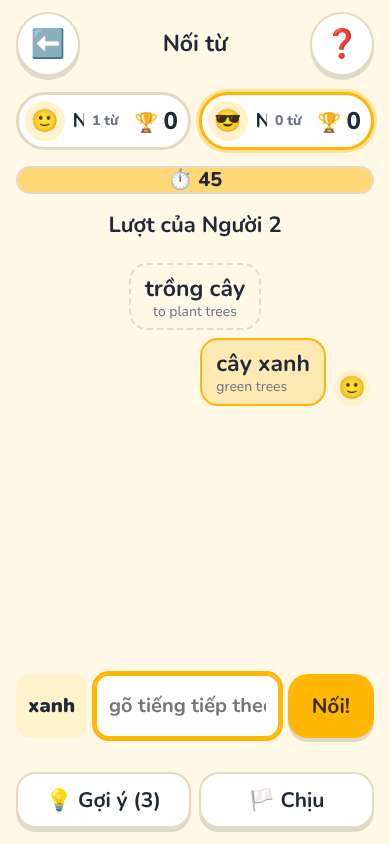 Nối từ
N 1 từ 0
N 0 từ 0
45
Lượt của Người 2
trồng cây
to plant trees
cây xanh
green trees
xanh gõ tiếng tiếp the Nối!
Gợi ý (3) Chịu